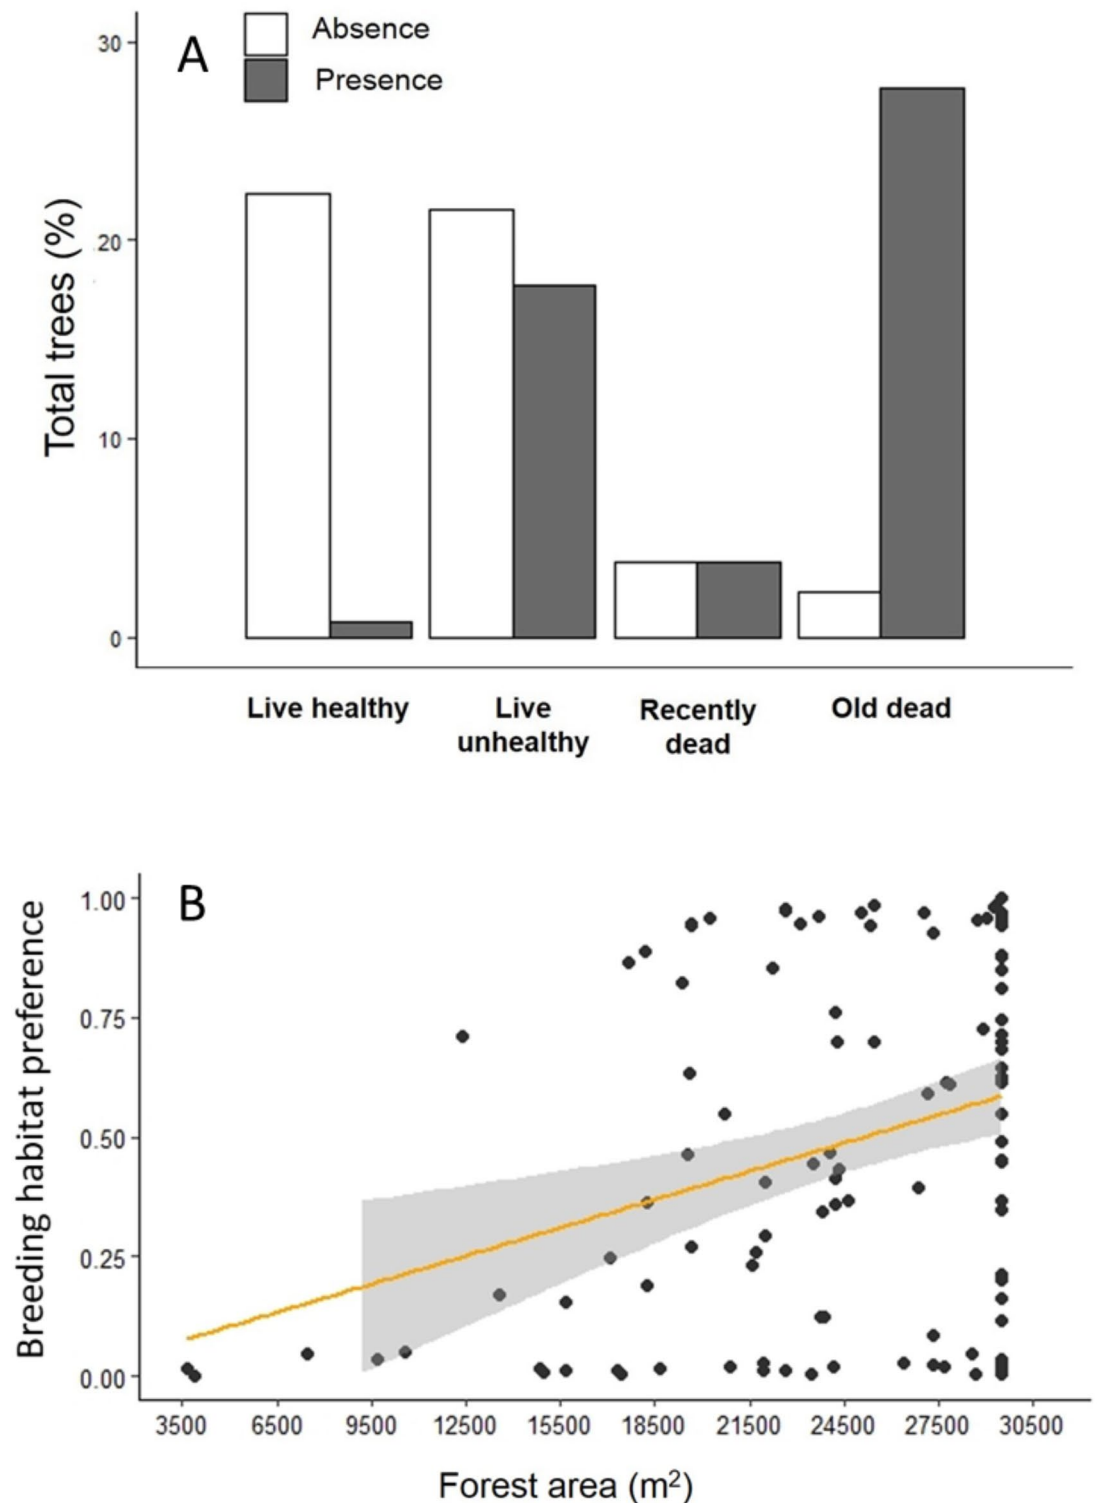 A
Absence
Presence
Total trees (%)
30
20
10
0
Live healthy
Live
unhealthy
Recently
dead
Old dead
B
Breeding habitat preference
1.00
0.75
0.50
0.25
0.00
3500 6500 9500 12500 15500 18500 21500 24500 27500 30500
Forest area (m²)